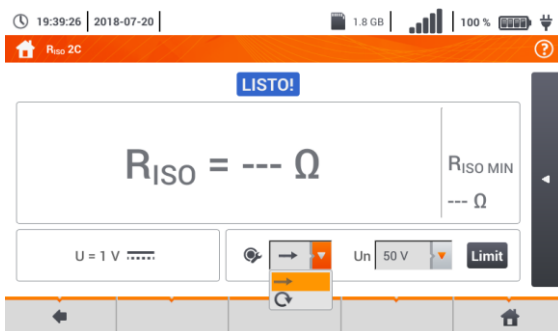 19:39:26 2018-07-20 1.8 GB 100 %
RISO 2C ?
LISTO!
RISO = --- Ω
RISO MIN
--- Ω
U = 1 V
Un 50 V Limit